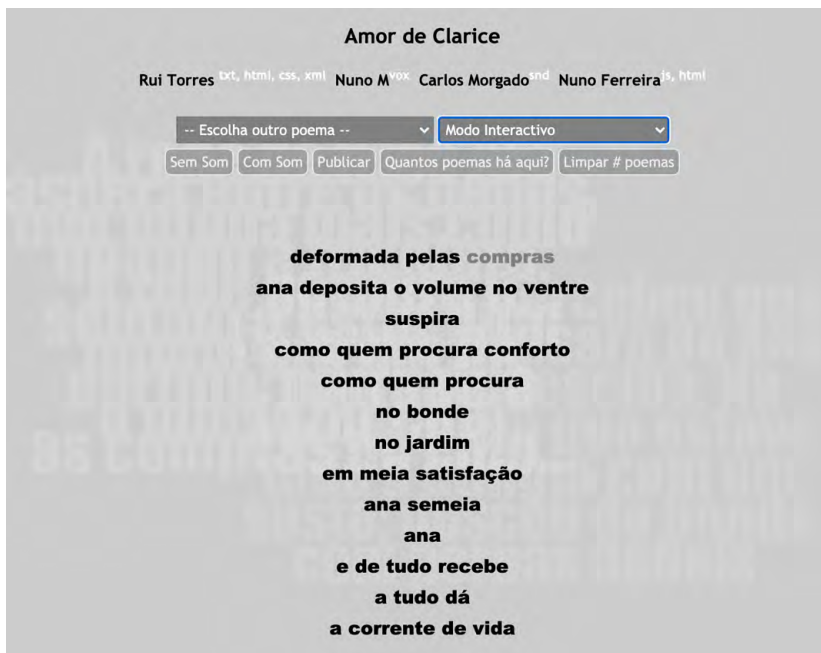 Amor de Clarice
Rui Torres txt, html, css, xml Nuno M vox Carlos Morgado snd Nuno Ferreira js, html
-- Escolha outro poema -- Modo Interactivo
Sem Som Com Som Publicar Quantos poemas há aqui? Limpar # poemas
deformada pelas compras
ana deposita o volume no ventre
suspira
como quem procura conforto
como quem procura
no bonde
no jardim
em meia satisfação
ana semeia
ana
e de tudo recebe
a tudo dá
a corrente de vida